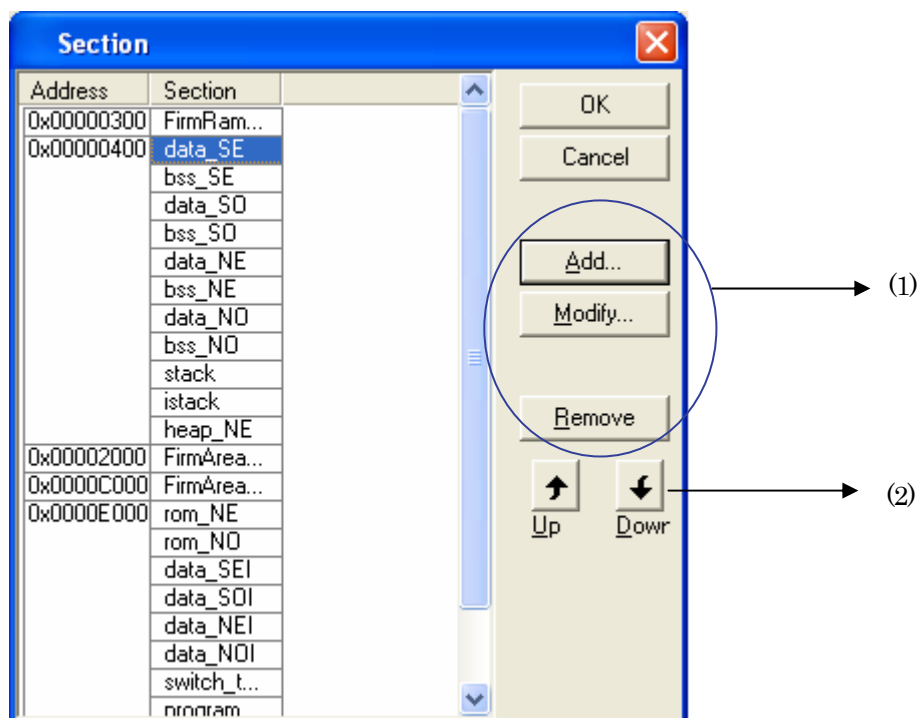 Section
Address Section
0x00000300 FirmRam...
0x00000400 data_SE
bss_SE
data_SO
bss_SO
data_NE
bss_NE
data_NO
bss_NO
stack
istack
heap_NE
0x00002000 FirmArea...
0x0000C000 FirmArea...
0x0000E000 rom_NE
rom_NO
data_SEI
data_SOI
data_NEI
data_NOI
switch_t...
program
OK
Cancel
Add...
Modify...
Remove
Up Down
(1)
(2)